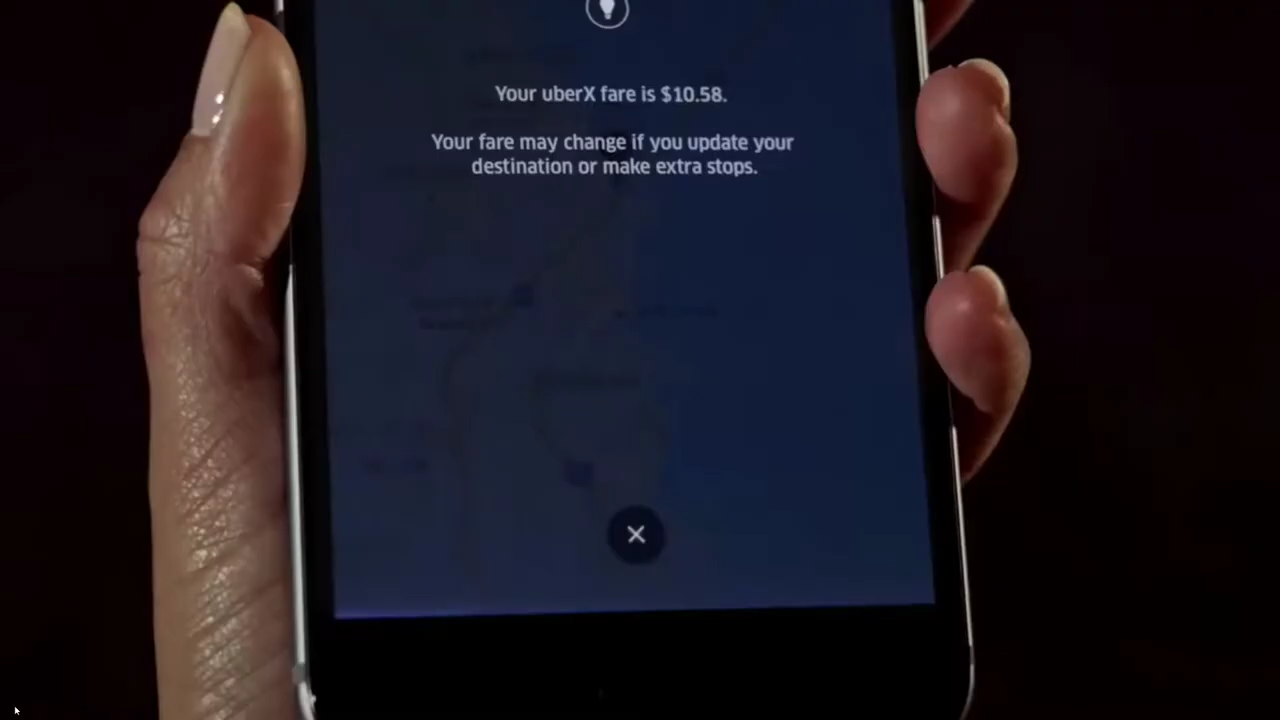 Your uberX fare is $10.58.
Your fare may change if you update your
destination or make extra stops.